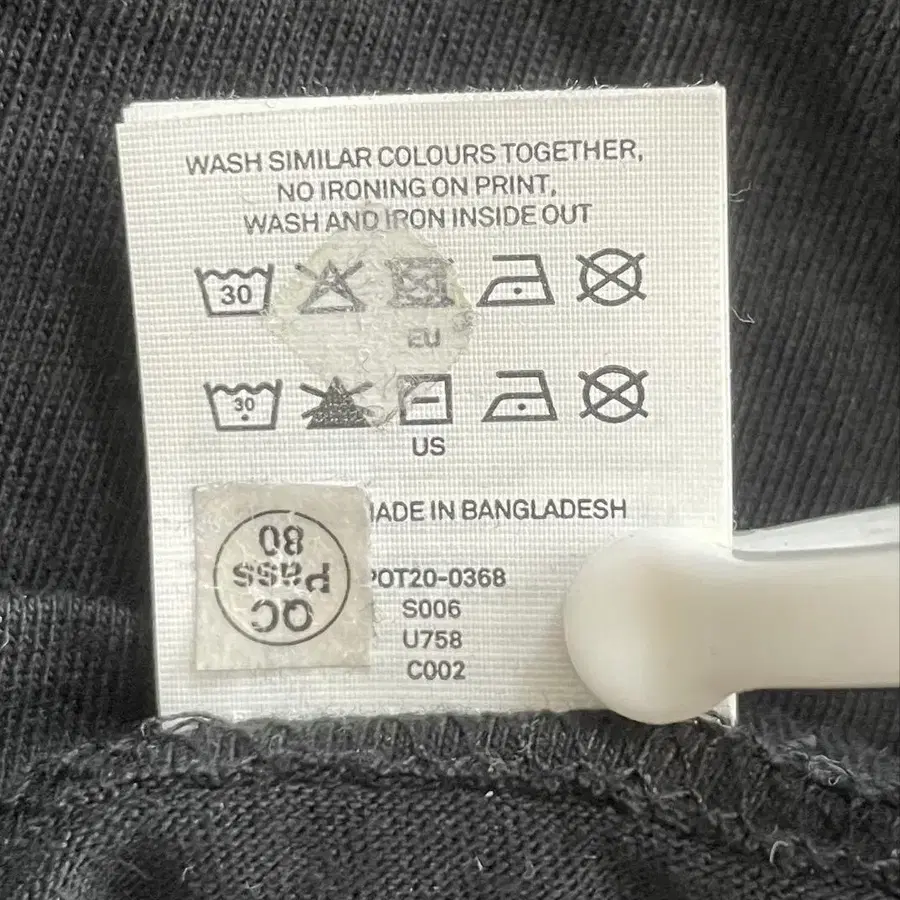 WASH SIMILAR COLOURS TOGETHER,
NO IRONING ON PRINT,
WASH AND IRON INSIDE OUT
30
EU
30
US
MADE IN BANGLADESH
POT20-0368
S006
U758
C002
QC
Pass
80